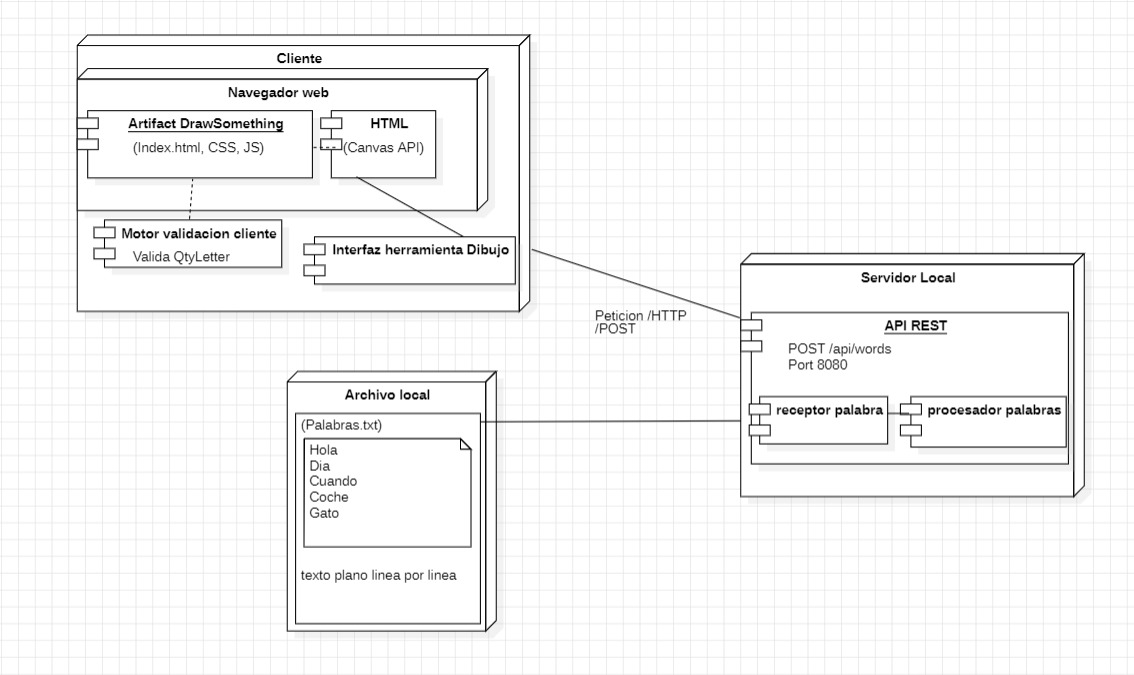 Cliente
Navegador web
Artifact DrawSomething
(Index.html, CSS, JS)
HTML
(Canvas API)
Motor validacion cliente
Valida QtyLetter
Interfaz herramienta Dibujo
Peticion /HTTP
/POST
Servidor Local
API REST
POST /api/words
Port 8080
receptor palabra
procesador palabras
Archivo local
(Palabras.txt)
Hola
Dia
Cuando
Coche
Gato
texto plano linea por linea